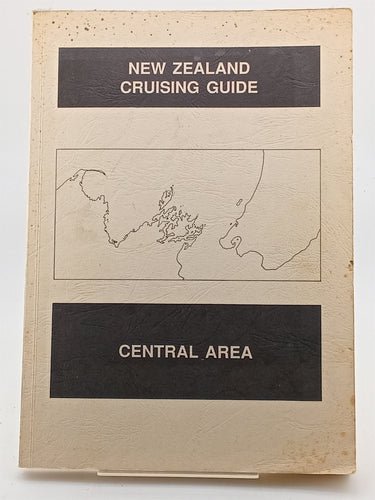 NEW ZEALAND
CRUISING GUIDE
CENTRAL AREA